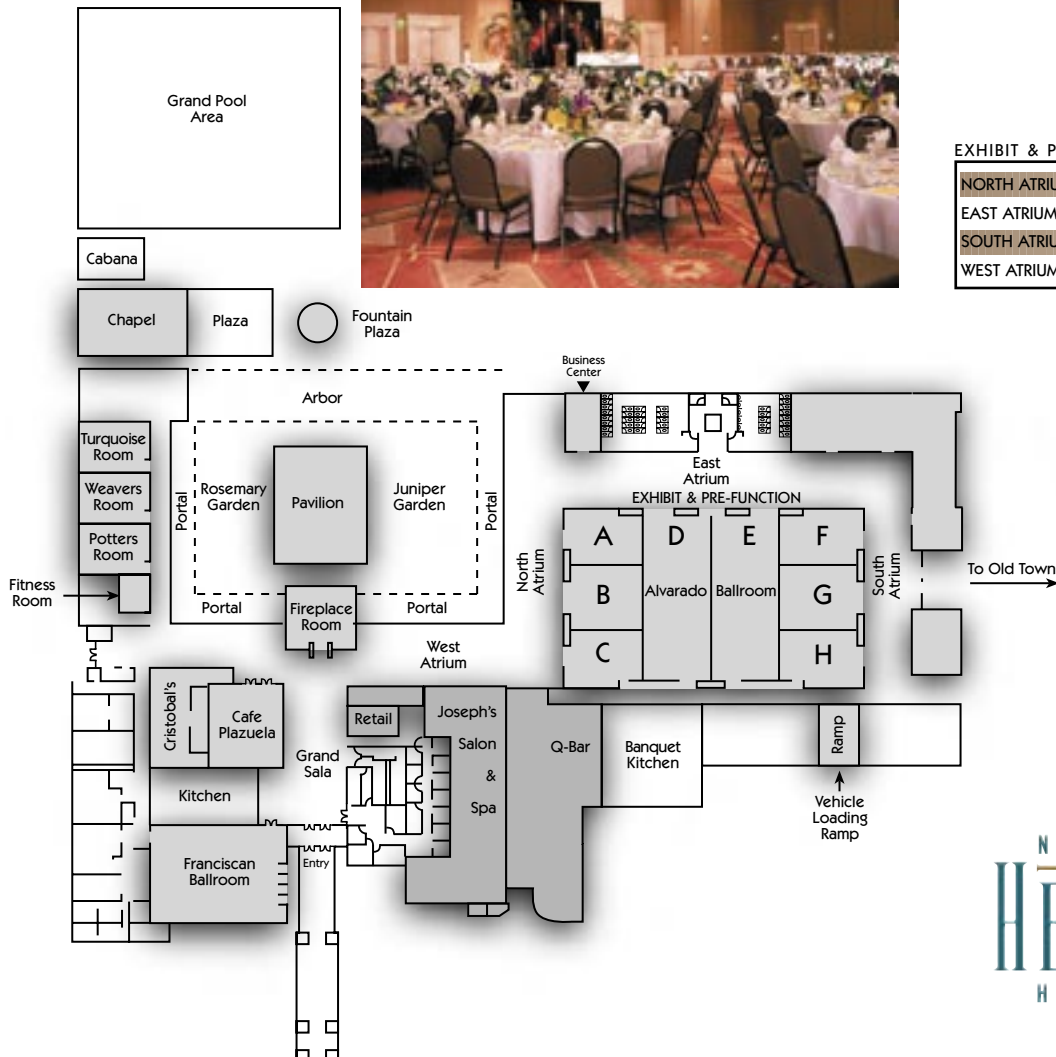 Grand Pool
Area
EXHIBIT & P
NORTH ATRIU
EAST ATRIUM
SOUTH ATRIU
WEST ATRIUM
Cabana
Chapel
Plaza
Fountain
Plaza
Business
Center
Arbor
Turquoise
Room
Weavers
Room
Potters
Room
Fitness
Room
Portal
Rosemary
Garden
Pavilion
Juniper
Garden
Portal
Portal
Fireplace
Room
Portal
East
Atrium
EXHIBIT & PRE-FUNCTION
North
Atrium
A
B
C
D
E
Alvarado Ballroom
F
G
H
South
Atrium
To Old Town
West
Atrium
Cristobal's
Cafe
Plazuela
Kitchen
Franciscan
Ballroom
Grand
Sala
Entry
Retail
Joseph's
Salon
&
Spa
Q-Bar
Banquet
Kitchen
Ramp
Vehicle
Loading
Ramp
N
H
H